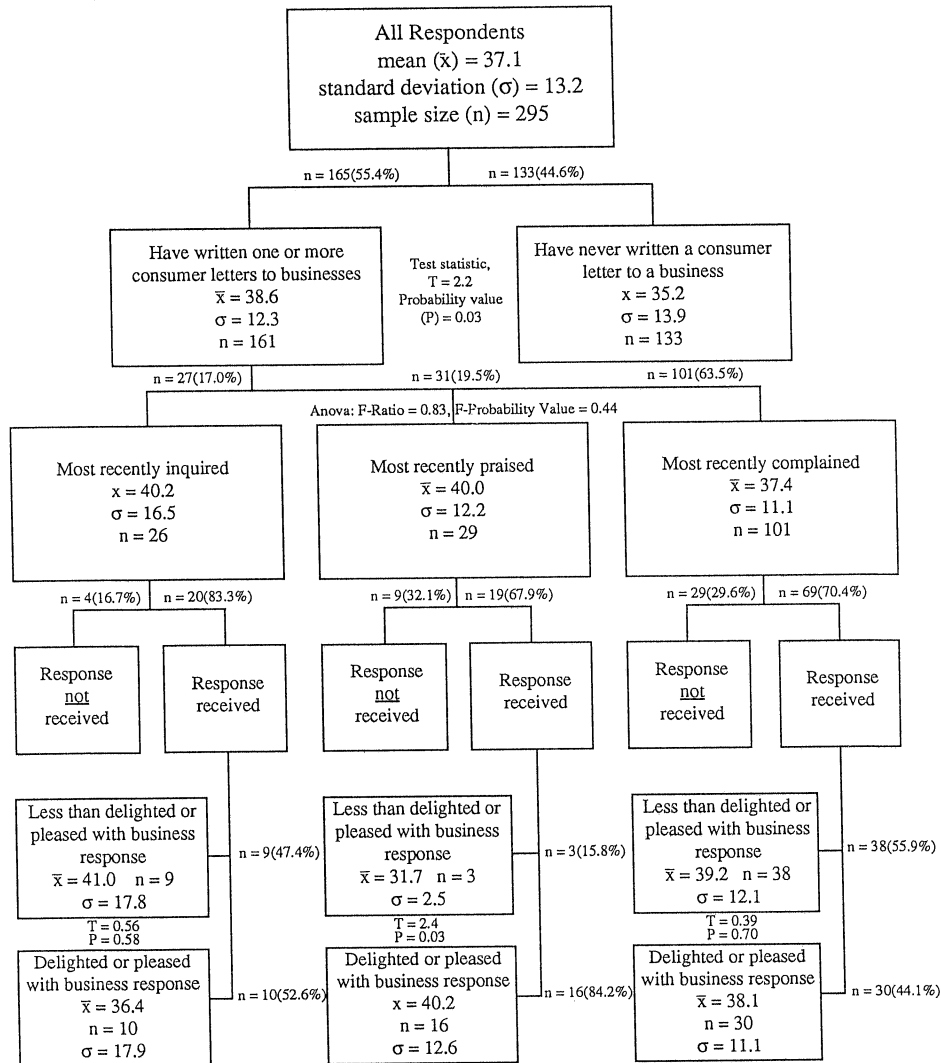 All Respondents
mean (x̄) = 37.1
standard deviation (σ) = 13.2
sample size (n) = 295
n = 165(55.4%)
n = 133(44.6%)
Have written one or more
consumer letters to businesses
x̄ = 38.6
σ = 12.3
n = 161
Test statistic,
T = 2.2
Probability value
(P) = 0.03
Have never written a consumer
letter to a business
x = 35.2
σ = 13.9
n = 133
n = 27(17.0%)
n = 31(19.5%)
n = 101(63.5%)
Anova: F-Ratio = 0.83, F-Probability Value = 0.44
Most recently inquired
x = 40.2
σ = 16.5
n = 26
Most recently praised
x̄ = 40.0
σ = 12.2
n = 29
Most recently complained
x̄ = 37.4
σ = 11.1
n = 101
n = 4(16.7%)
n = 20(83.3%)
n = 9(32.1%)
n = 19(67.9%)
n = 29(29.6%)
n = 69(70.4%)
Response
not
received
Response
received
Response
not
received
Response
received
Response
not
received
Response
received
Less than delighted or
pleased with business
response
x̄ = 41.0 n = 9
σ = 17.8
n = 9(47.4%)
Less than delighted or
pleased with business
response
x̄ = 31.7 n = 3
σ = 2.5
n = 3(15.8%)
Less than delighted or
pleased with business
response
x̄ = 39.2 n = 38
σ = 12.1
n = 38(55.9%)
T = 0.56
P = 0.58
T = 2.4
P = 0.03
T = 0.39
P = 0.70
Delighted or pleased
with business response
x̄ = 36.4
n = 10
σ = 17.9
n = 10(52.6%)
Delighted or pleased
with business response
x = 40.2
n = 16
σ = 12.6
n = 16(84.2%)
Delighted or pleased
with business response
x̄ = 38.1
n = 30
σ = 11.1
n = 30(44.1%)